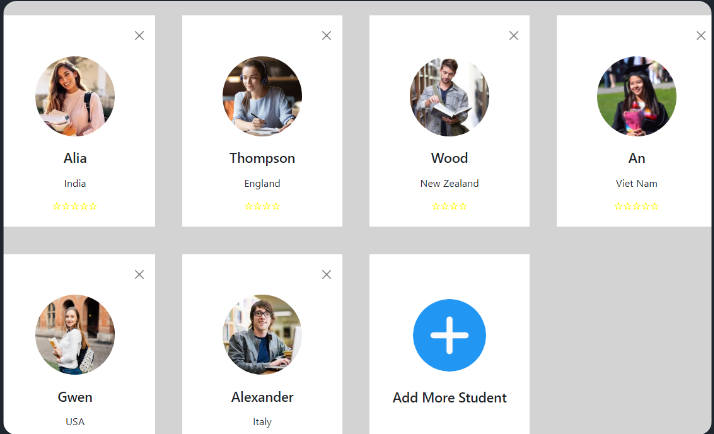 Alia
India
☆☆☆☆☆
Thompson
England
☆☆☆☆
Wood
New Zealand
☆☆☆☆
An
Viet Nam
☆☆☆☆☆
Gwen
USA
Alexander
Italy
Add More Student